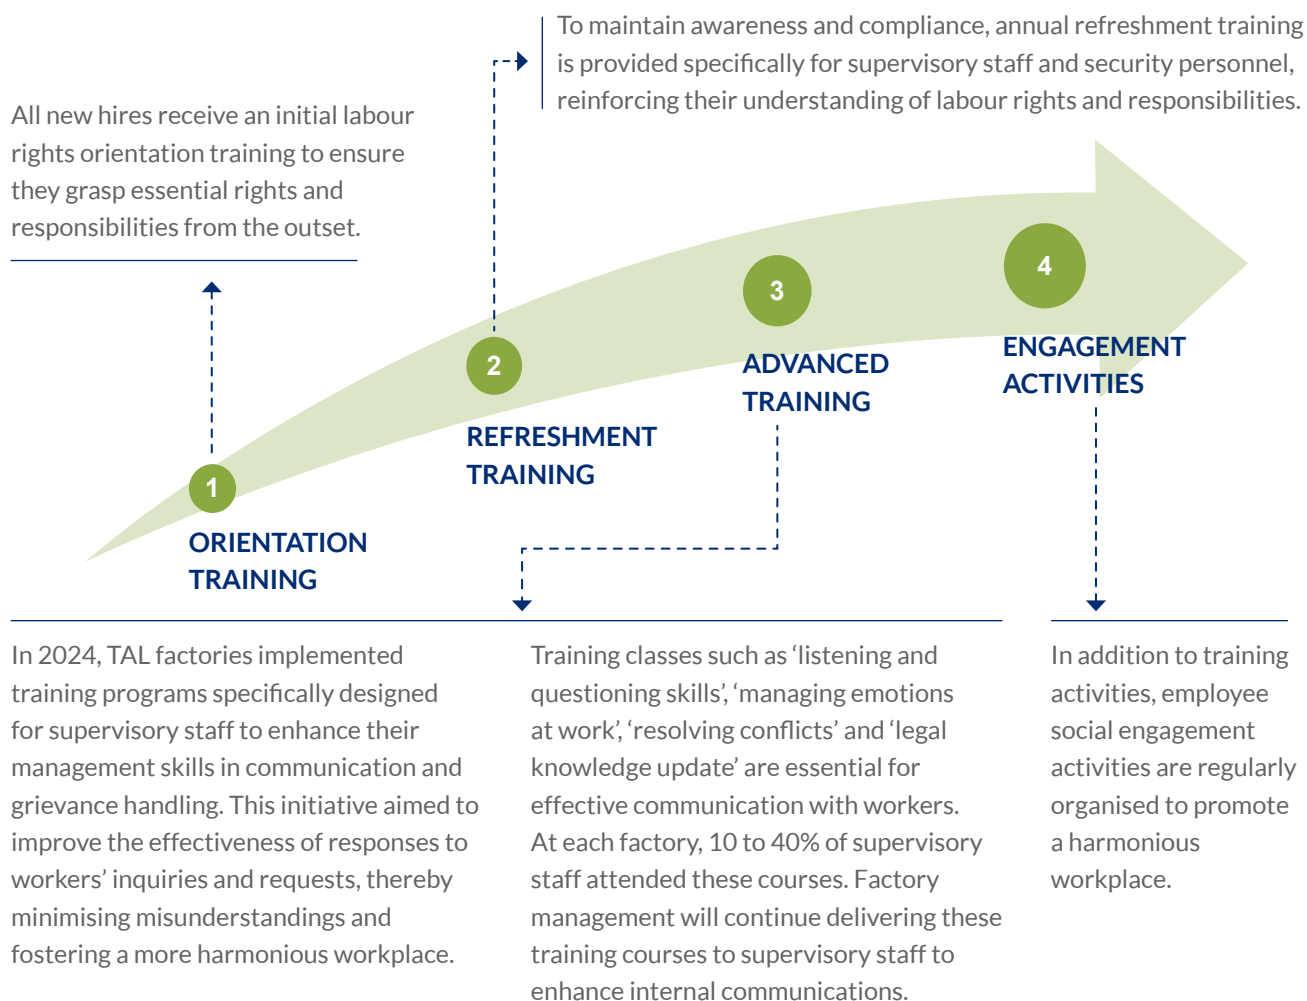 All new hires receive an initial labour
rights orientation training to ensure
they grasp essential rights and
responsibilities from the outset.
1
ORIENTATION
TRAINING
To maintain awareness and compliance, annual refreshment training
is provided specifically for supervisory staff and security personnel,
reinforcing their understanding of labour rights and responsibilities.
2
REFRESHMENT
TRAINING
3
ADVANCED
TRAINING
In 2024, TAL factories implemented
training programs specifically designed
for supervisory staff to enhance their
management skills in communication and
grievance handling. This initiative aimed to
improve the effectiveness of responses to
workers’ inquiries and requests, thereby
minimising misunderstandings and
fostering a more harmonious workplace.
Training classes such as ‘listening and
questioning skills’, ‘managing emotions
at work’, ‘resolving conflicts’ and ‘legal
knowledge update’ are essential for
effective communication with workers.
At each factory, 10 to 40% of supervisory
staff attended these courses. Factory
management will continue delivering these
training courses to supervisory staff to
enhance internal communications.
4
ENGAGEMENT
ACTIVITIES
In addition to training
activities, employee
social engagement
activities are regularly
organised to promote
a harmonious
workplace.